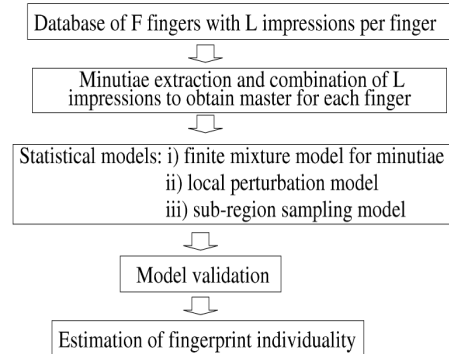 Database of F fingers with L impressions per finger
Minutiae extraction and combination of L
impressions to obtain master for each finger
Statistical models: i) finite mixture model for minutiae
ii) local perturbation model
iii) sub-region sampling model
Model validation
Estimation of fingerprint individuality